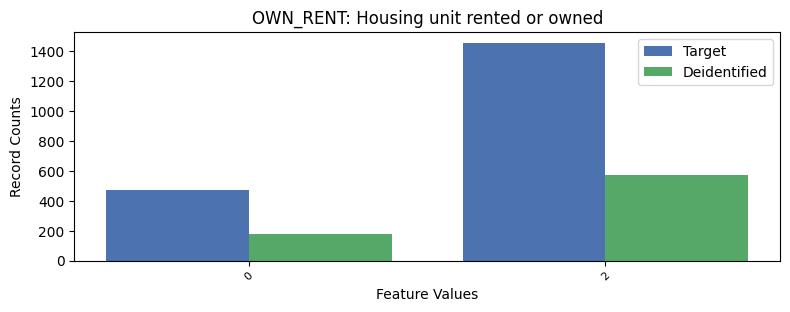 OWN_RENT: Housing unit rented or owned
Target
Deidentified
Record Counts
1400
1200
1000
800
600
400
200
0
0
2
Feature Values